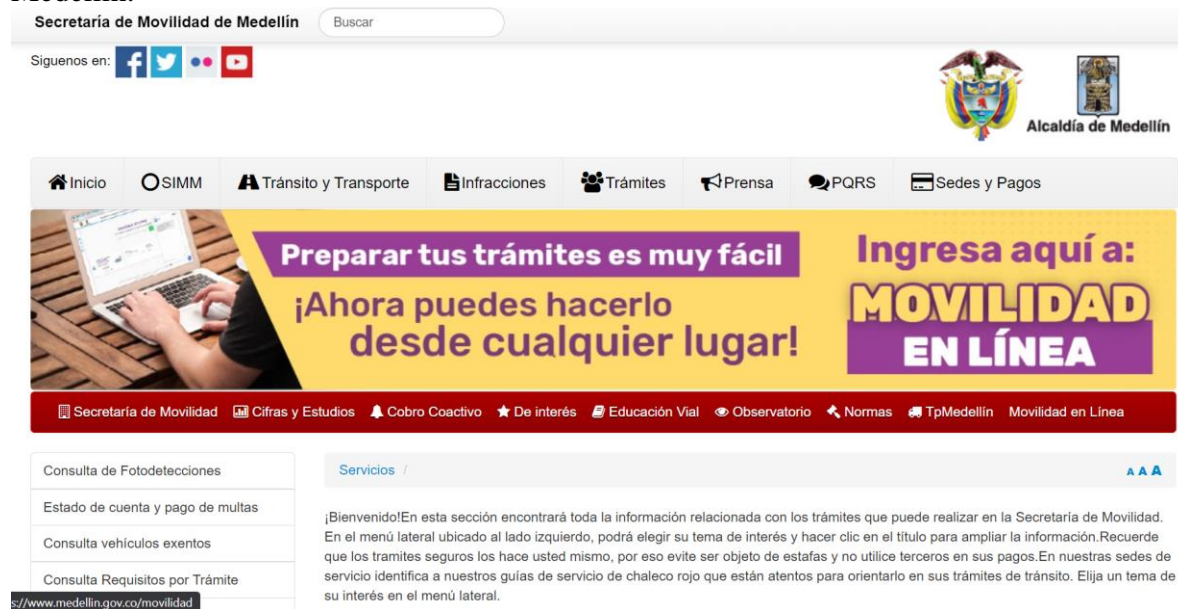 Medellín.
Secretaría de Movilidad de Medellín
Buscar
Siguenos en:
Alcaldía de Medellín
Inicio
SIMM
Tránsito y Transporte
Infracciones
Trámites
Prensa
PQRS
Sedes y Pagos
Preparar tus trámites es muy fácil
¡Ahora puedes hacerlo
desde cualquier lugar!
Ingresa aquí a:
MOVILIDAD
EN LÍNEA
Secretaría de Movilidad
Cifras y Estudios
Cobro Coactivo
De interés
Educación Vial
Observatorio
Normas
TpMedellín
Movilidad en Línea
Consulta de Fotodetecciones
Estado de cuenta y pago de multas
Consulta vehículos exentos
Consulta Requisitos por Trámite
s://www.medellin.gov.co/movilidad
Servicios /
A A A
¡Bienvenido!En esta sección encontrará toda la información relacionada con los trámites que puede realizar en la Secretaría de Movilidad.
En el menú lateral ubicado al lado izquierdo, podrá elegir su tema de interés y hacer clic en el título para ampliar la información.Recuerde
que los tramites seguros los hace usted mismo, por eso evite ser objeto de estafas y no utilice terceros en sus pagos.En nuestras sedes de
servicio identifica a nuestros guías de servicio de chaleco rojo que están atentos para orientarlo en sus trámites de tránsito. Elija un tema de
su interés en el menú lateral.